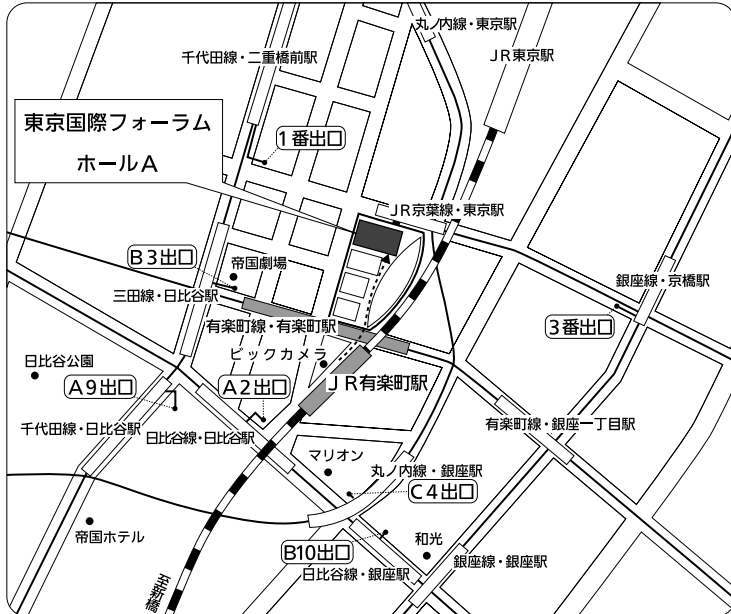 丸ノ内線・東京駅
千代田線・二重橋前駅
JR東京駅
東京国際フォーラム
ホールA
1番出口
JR京葉線・東京駅
B3出口
帝国劇場
銀座線・京橋駅
三田線・日比谷駅
3番出口
有楽町線・有楽町駅
ビックカメラ
日比谷公園
JR有楽町駅
A9出口
A2出口
千代田線・日比谷駅
日比谷線・日比谷駅
有楽町線・銀座一丁目駅
マリオン
丸ノ内線・銀座駅
C4出口
帝国ホテル
B10出口
和光
銀座線・銀座駅
日比谷線・銀座駅
至新橋